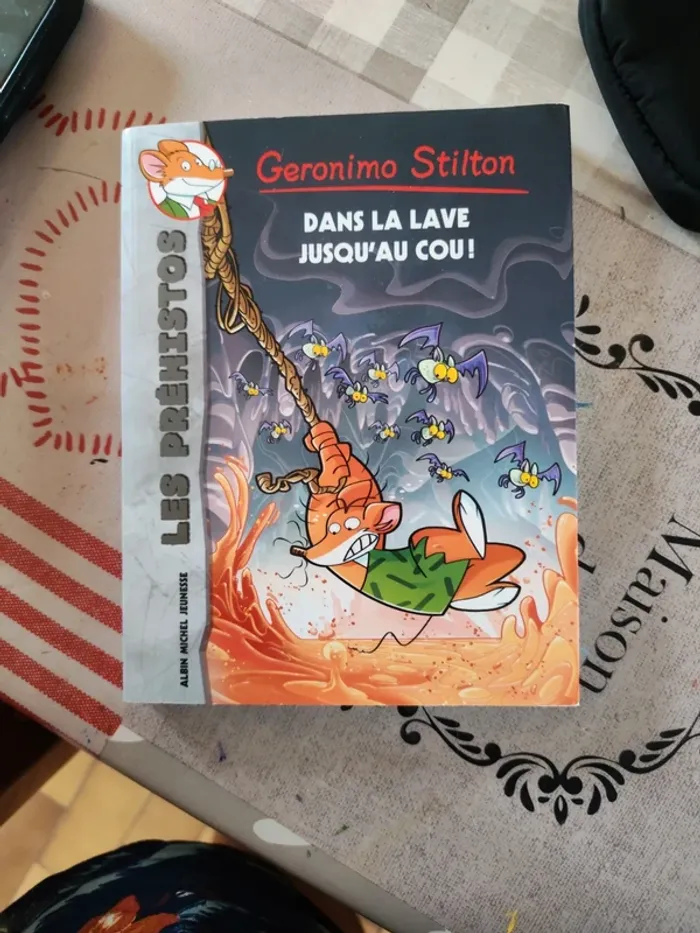 Geronimo Stilton
DANS LA LAVE
JUSQU'AU COU !
LES PRÉHISTOS
ALBIN MICHEL JEUNESSE
Maison